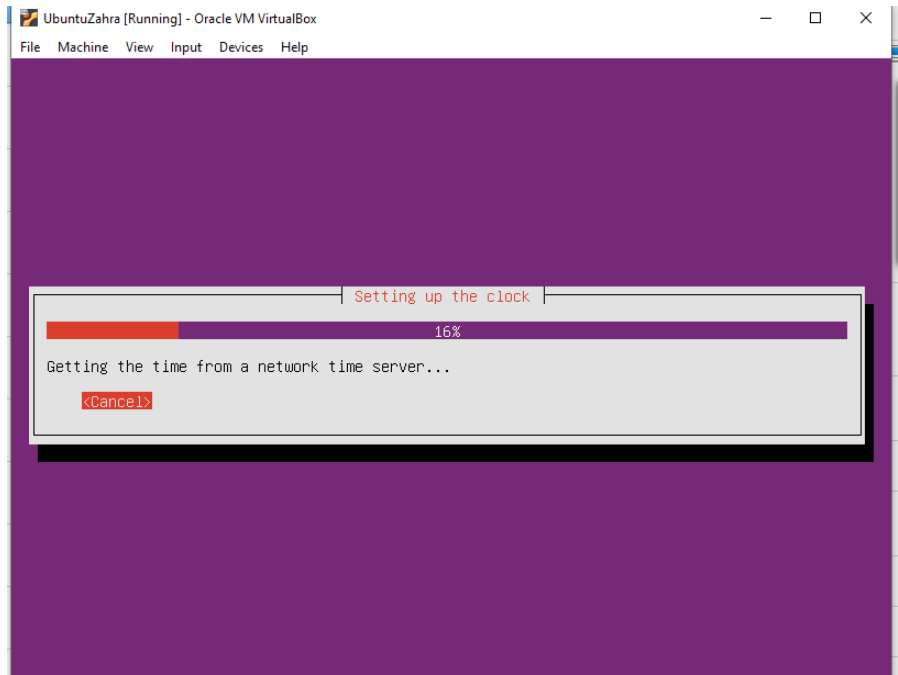 UbuntuZahra [Running] - Oracle VM VirtualBox
File Machine View Input Devices Help
Setting up the clock
16%
Getting the time from a network time server...
<Cancel>